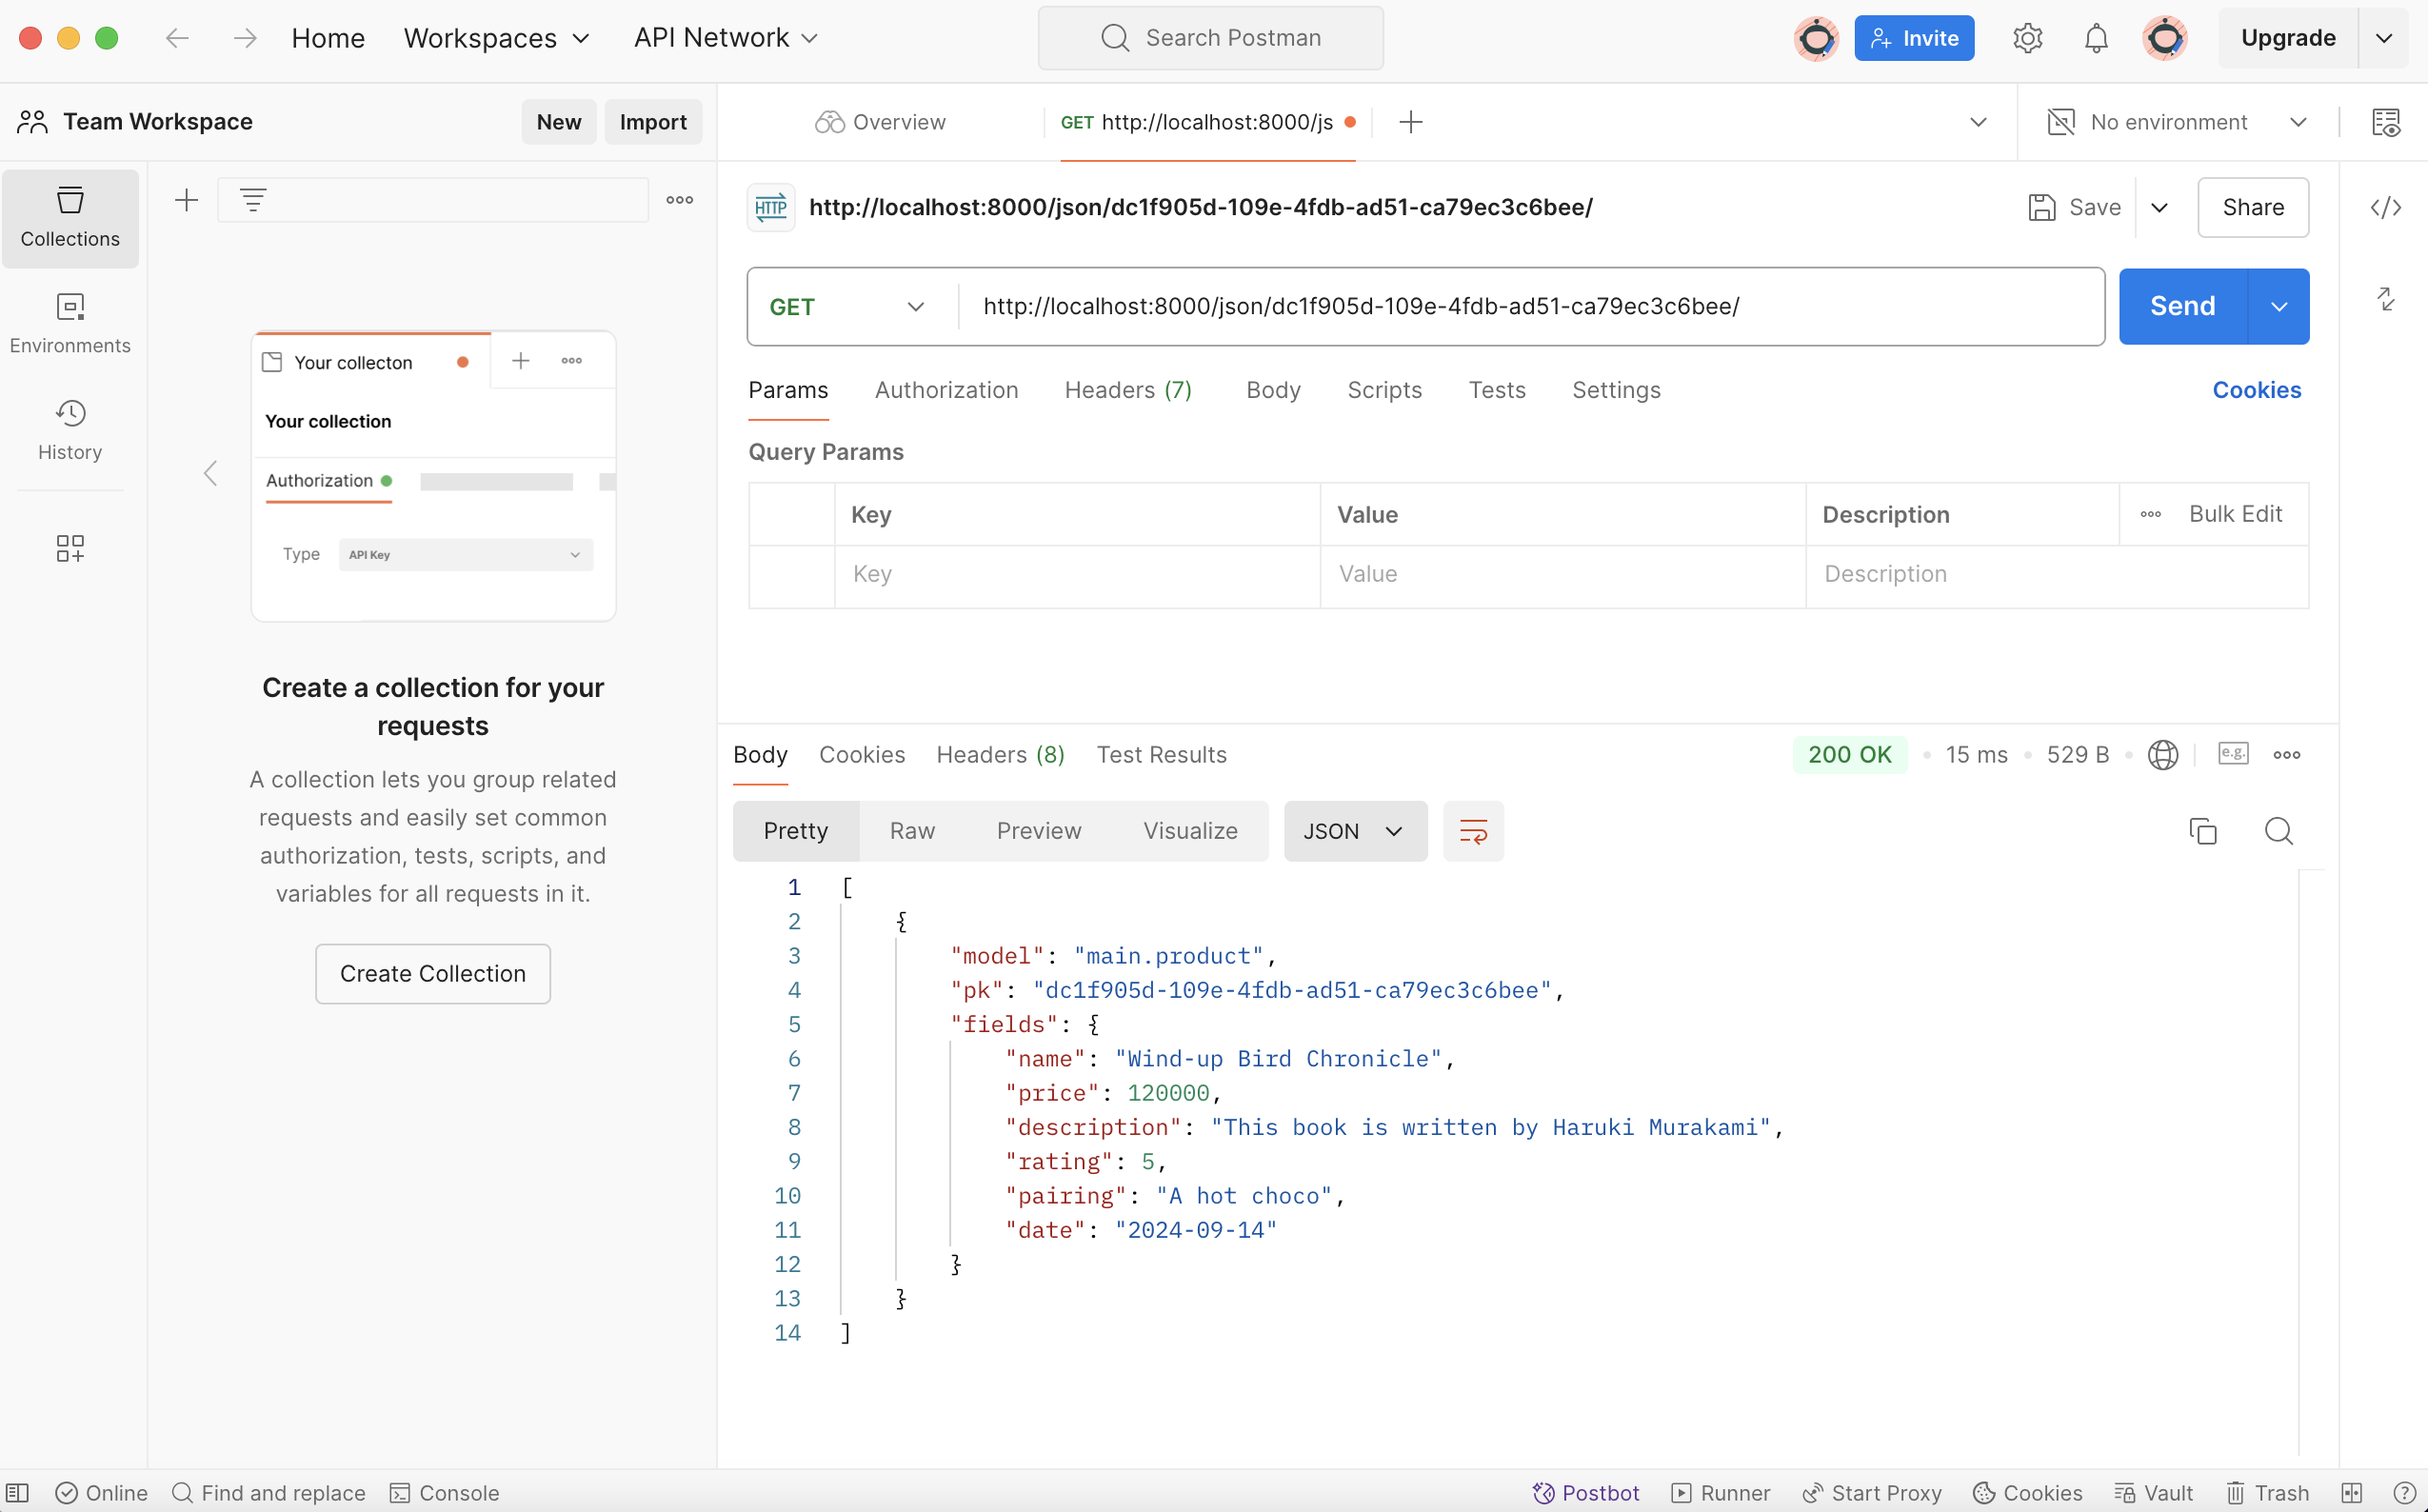 Home Workspaces API Network Search Postman Invite Upgrade
Team Workspace New Import Overview GET http://localhost:8000/js No environment
Collections
Environments
History
Your collecton
Your collection
Authorization
Type API Key
Create a collection for your
requests
A collection lets you group related
requests and easily set common
authorization, tests, scripts, and
variables for all requests in it.
Create Collection
HTTP http://localhost:8000/json/dc1f905d-109e-4fdb-ad51-ca79ec3c6bee/ Save Share
GET http://localhost:8000/json/dc1f905d-109e-4fdb-ad51-ca79ec3c6bee/ Send
Params Authorization Headers (7) Body Scripts Tests Settings Cookies
Query Params
Key Value Description Bulk Edit
Key Value Description
Body Cookies Headers (8) Test Results 200 OK 15 ms 529 B e.g.
Pretty Raw Preview Visualize JSON
1 [
2 {
3 "model": "main.product",
4 "pk": "dc1f905d-109e-4fdb-ad51-ca79ec3c6bee",
5 "fields": {
6 "name": "Wind-up Bird Chronicle",
7 "price": 120000,
8 "description": "This book is written by Haruki Murakami",
9 "rating": 5,
10 "pairing": "A hot choco",
11 "date": "2024-09-14"
12 }
13 }
14 ]
Online Find and replace Console Postbot Runner Start Proxy Cookies Vault Trash